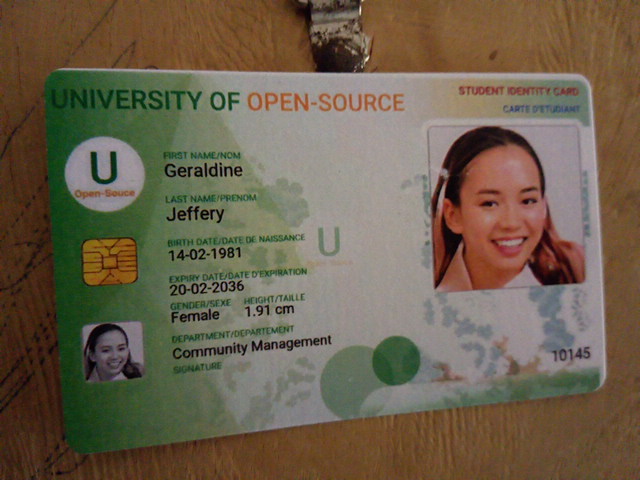 UNIVERSITY OF OPEN-SOURCE
STUDENT IDENTITY CARD
CARTE D'ETUDIANT
U
Open-Souce
FIRST NAME/NOM
Geraldine
LAST NAME/PRENOM
Jeffery
BIRTH DATE/DATE DE NAISSANCE
14-02-1981
U
EXPIRY DATE/DATE D'EXPIRATION
20-02-2036
GENDER/SEXE HEIGHT/TAILLE
Female 1.91 cm
DEPARTMENT/DEPARTEMENT
Community Management
SIGNATURE
10145